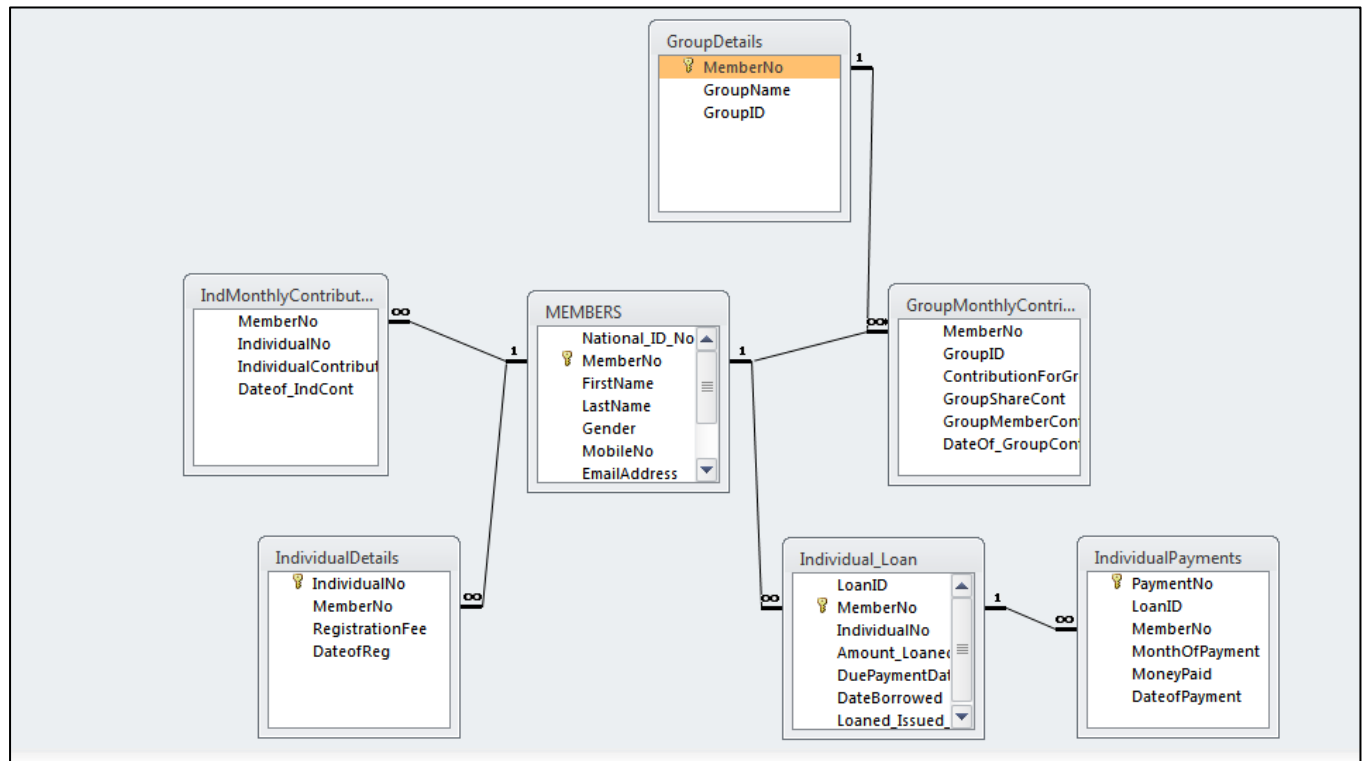 GroupDetails
MemberNo
GroupName
GroupID
1
IndMonthlyContribut...
MemberNo
IndividualNo
IndividualContribut
Dateof_IndCont
∞
1
MEMBERS
National_ID_No
MemberNo
FirstName
LastName
Gender
MobileNo
EmailAddress
1
∞
GroupMonthlyContri...
MemberNo
GroupID
ContributionForGr
GroupShareCont
GroupMemberCon
DateOf_GroupCon
IndividualDetails
IndividualNo
MemberNo
RegistrationFee
DateofReg
∞
∞
Individual_Loan
LoanID
MemberNo
IndividualNo
Amount_Loaned
DuePaymentDat
DateBorrowed
Loaned_Issued_
1
∞
IndividualPayments
PaymentNo
LoanID
MemberNo
MonthOfPayment
MoneyPaid
DateofPayment